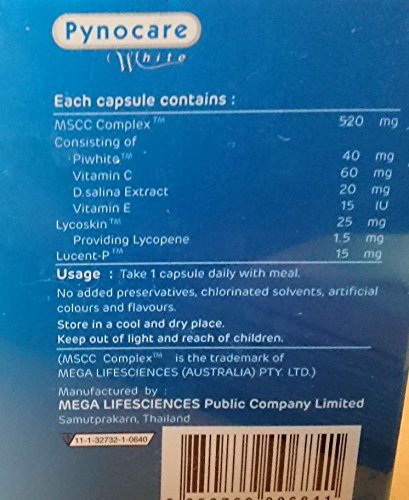 Pynocare
White
Each capsule contains :
MSCC Complex™ 520 mg
Consisting of
Piwhite™ 40 mg
Vitamin C 60 mg
D.salina Extract 20 mg
Vitamin E 15 IU
Lycoskin™ 25 mg
Providing Lycopene 1.5 mg
Lucent-P™ 15 mg
Usage : Take 1 capsule daily with meal.
No added preservatives, chlorinated solvents, artificial
colours and flavours.
Store in a cool and dry place.
Keep out of light and reach of children.
(MSCC Complex™ is the trademark of
MEGA LIFESCIENCES (AUSTRALIA) PTY. LTD.)
Manufactured by :
MEGA LIFESCIENCES Public Company Limited
Samutprakarn, Thailand
11-1-32732-1-0640